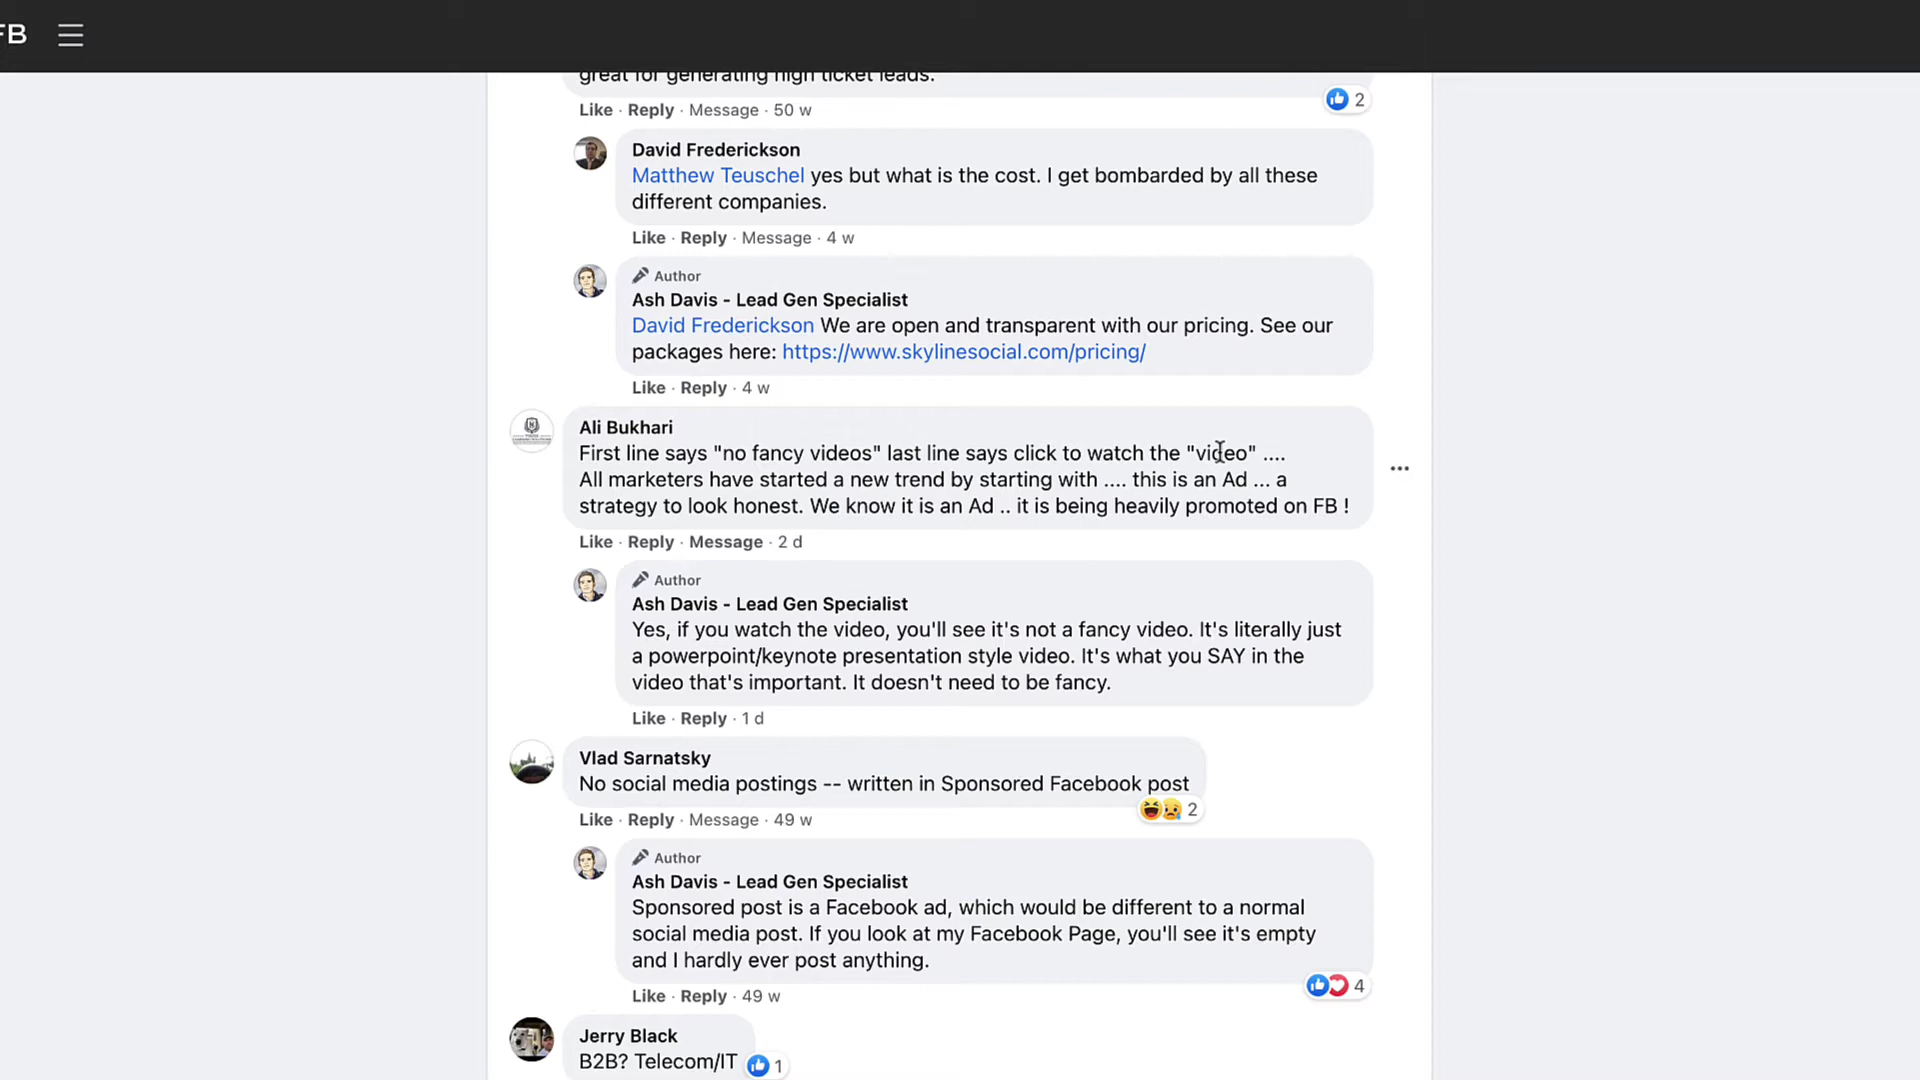 FB
great for generating high ticket leads.
Like · Reply · Message · 50 w
2
David Frederickson
Matthew Teuschel yes but what is the cost. I get bombarded by all these
different companies.
Like · Reply · Message · 4 w
Author
Ash Davis - Lead Gen Specialist
David Frederickson We are open and transparent with our pricing. See our
packages here: https://www.skylinesocial.com/pricing/
Like · Reply · 4 w
Ali Bukhari
First line says "no fancy videos" last line says click to watch the "video" ....
All marketers have started a new trend by starting with .... this is an Ad ... a
strategy to look honest. We know it is an Ad .. it is being heavily promoted on FB !
Like · Reply · Message · 2 d
Author
Ash Davis - Lead Gen Specialist
Yes, if you watch the video, you'll see it's not a fancy video. It's literally just
a powerpoint/keynote presentation style video. It's what you SAY in the
video that's important. It doesn't need to be fancy.
Like · Reply · 1 d
Vlad Sarnatsky
No social media postings -- written in Sponsored Facebook post
2
Like · Reply · Message · 49 w
Author
Ash Davis - Lead Gen Specialist
Sponsored post is a Facebook ad, which would be different to a normal
social media post. If you look at my Facebook Page, you'll see it's empty
and I hardly ever post anything.
4
Like · Reply · 49 w
Jerry Black
B2B? Telecom/IT
1